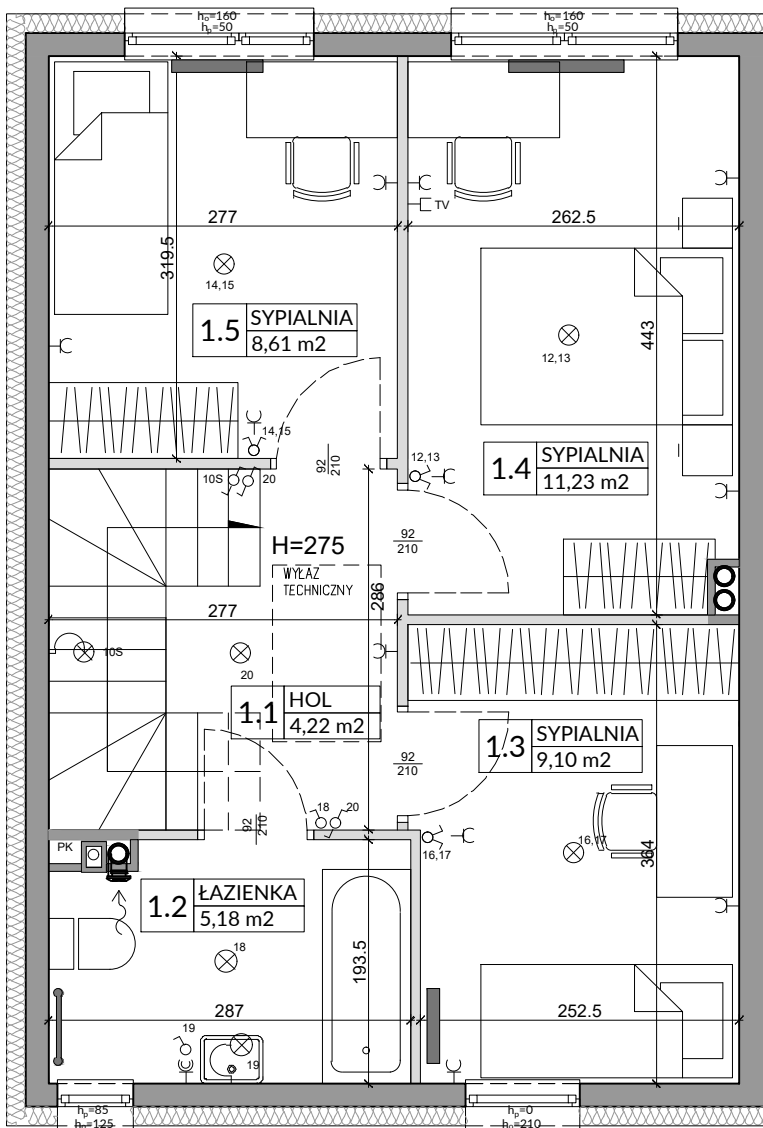 hₒ=160
hₚ=50
hₒ=160
hₚ=50
TV
277
262.5
319.5
443
14,15
12,13
1.5 SYPIALNIA
8,61 m2
14,15
92
210
12,13
1.4 SYPIALNIA
11,23 m2
10S
20
H=275
92
210
WYŁAZ
TECHNICZNY
286
277
10S
20
1.1 HOL
4,22 m2
1.3 SYPIALNIA
9,10 m2
92
210
18
20
92
210
16,17
16,17
364
PK
1.2 ŁAZIENKA
5,18 m2
18
193.5
287
252.5
19
19
hₚ=85
hₒ=125
hₚ=0
hₒ=210